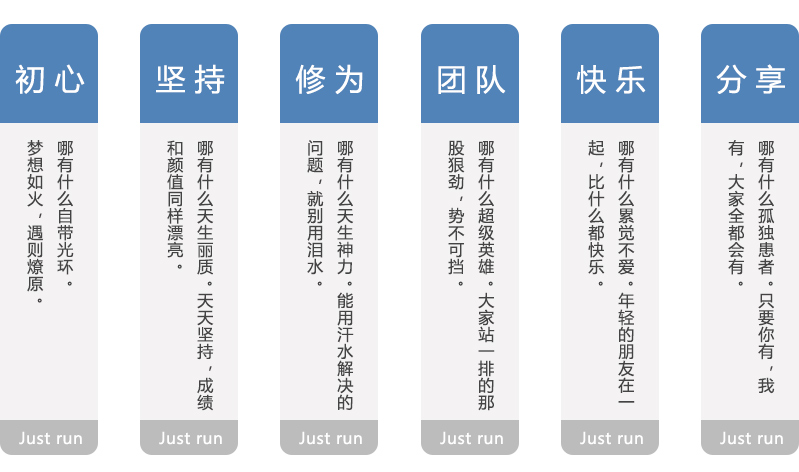 初心
哪有什么自带光环。
梦想如火，遇则燎原。
Just run
坚持
哪有什么天生丽质。天天坚持，成绩
和颜值同样漂亮。
Just run
修为
哪有什么天生神力。能用汗水解决的
问题，就别用泪水。
Just run
团队
哪有什么超级英雄。大家站一排的那
股狠劲，势不可挡。
Just run
快乐
哪有什么累觉不爱。年轻的朋友在一
起，比什么都快乐。
Just run
分享
哪有什么孤独患者。只要你有，我
有，大家全都会有。
Just run